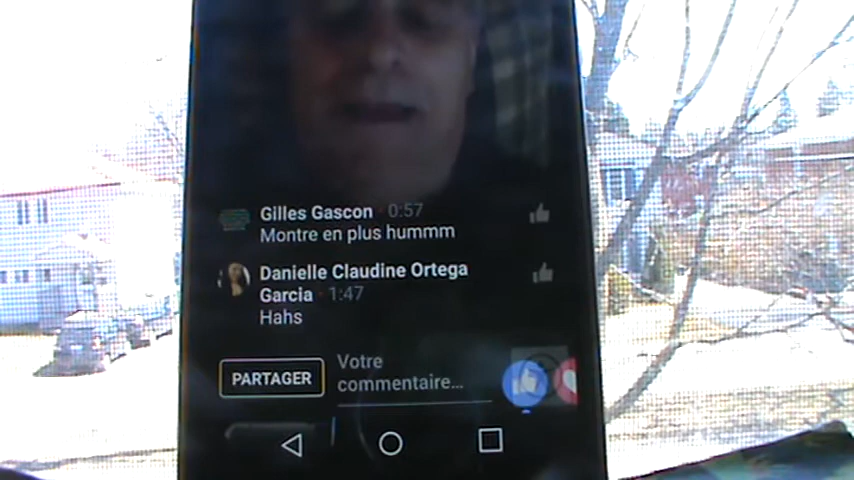 Gilles Gascon · 0:57
Montre en plus hummm
Danielle Claudine Ortega
Garcia · 1:47
Hahs
PARTAGER
Votre
commentaire...